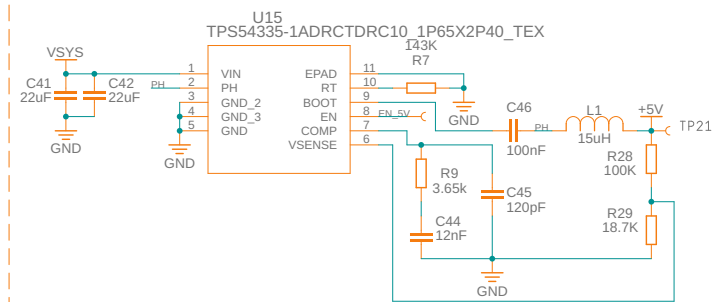 U15
TPS54335-1ADRCTDRC10_1P65X2P40_TEX
VSYS
C41
22uF
C42
22uF
GND
PH
1 VIN
2 PH
3 GND_2
4 GND_3
5 GND
GND
EPAD 11
RT 10
BOOT 9
EN 8
COMP 7
VSENSE 6
143K
R7
GND
EN_5V
C46
100nF
PH
L1
15uH
+5V
TP21
R28
100K
R29
18.7K
R9
3.65k
C44
12nF
C45
120pF
GND